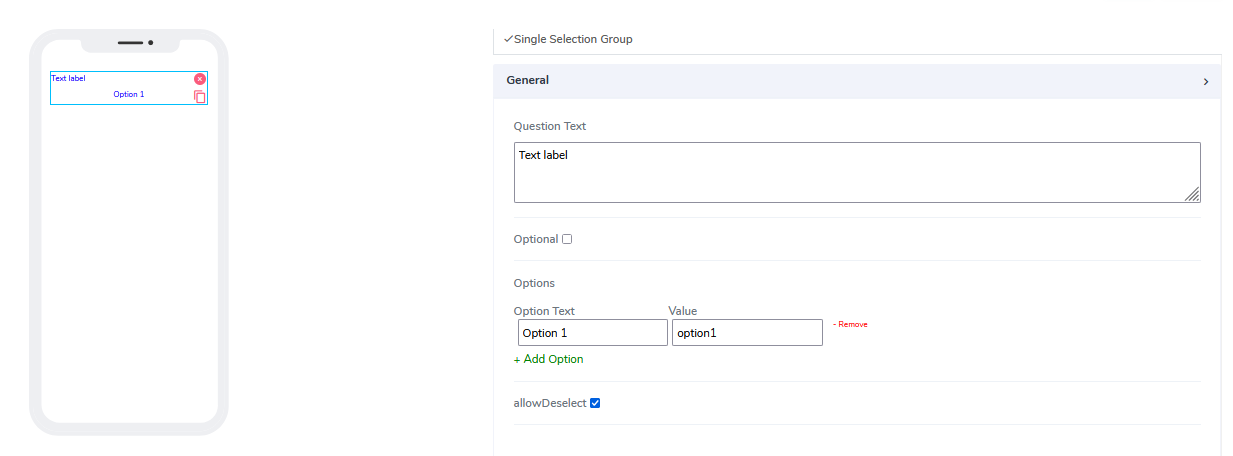 Text label
Option 1
Single Selection Group
General
Question Text
Text label
Optional
Options
Option Text Value
Option 1 option1 - Remove
+ Add Option
allowDeselect